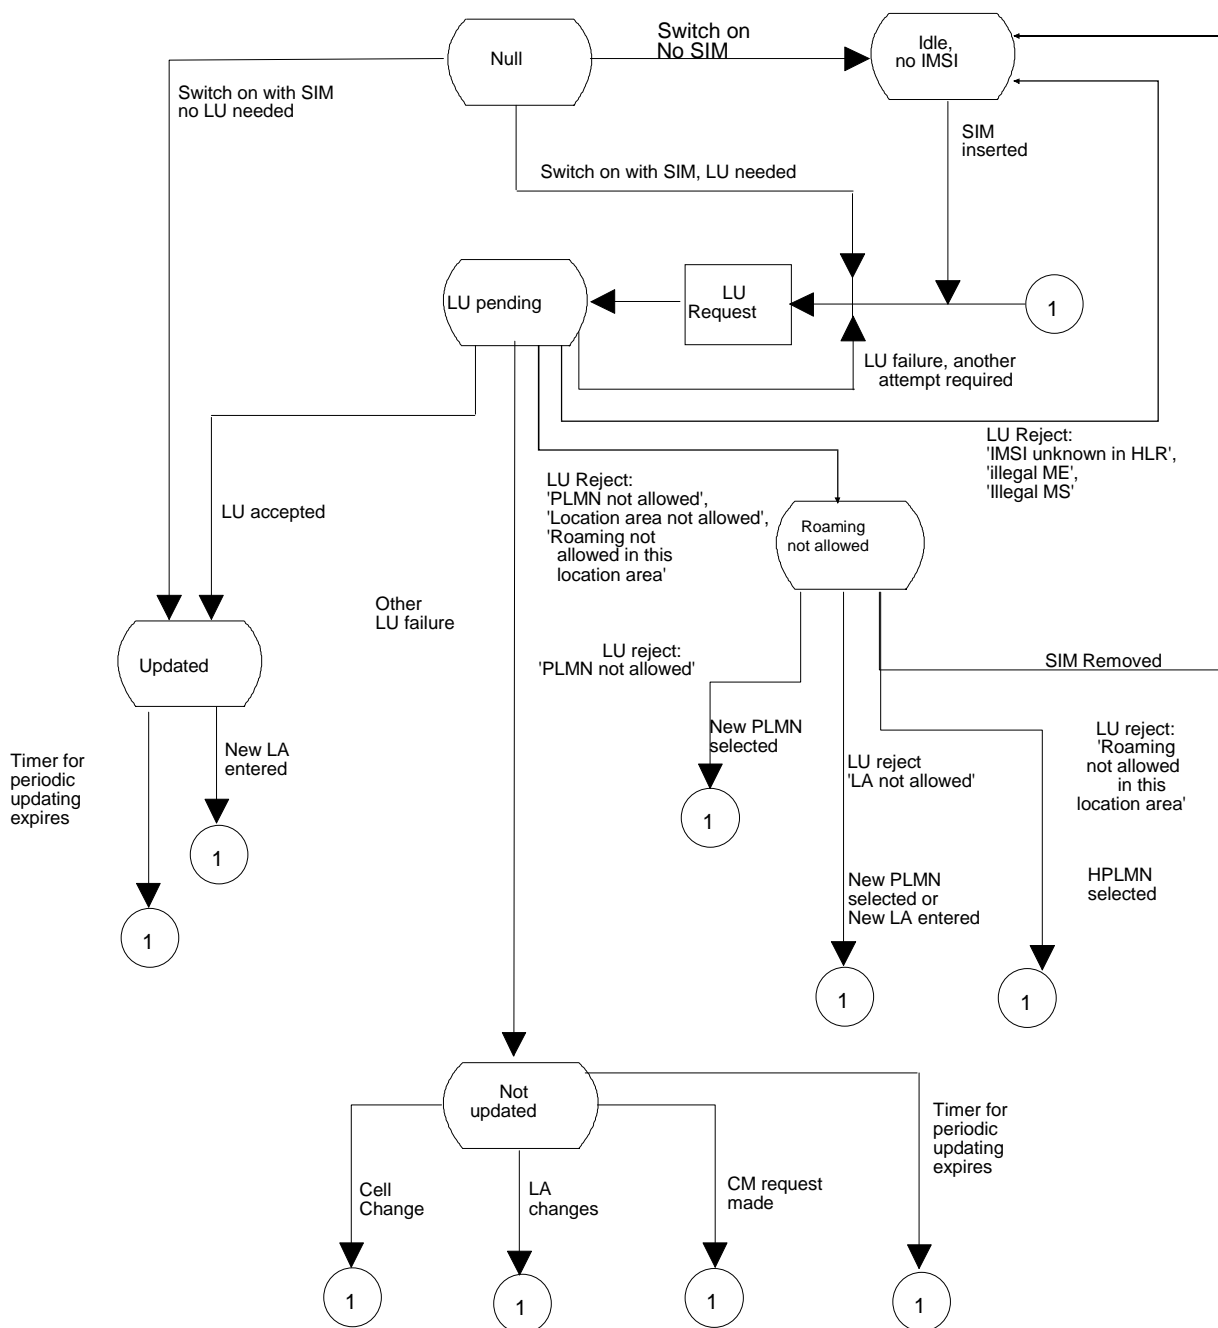 Switch on
No SIM
Null
Idle,
no IMSI
Switch on with SIM
no LU needed
SIM
inserted
Switch on with SIM, LU needed
LU pending
LU
Request
1
LU failure, another
attempt required
LU Reject:
'IMSI unknown in HLR',
'illegal ME',
'Illegal MS'
LU Reject:
'PLMN not allowed',
'Location area not allowed',
'Roaming not
allowed in this
location area'
LU accepted
Roaming
not allowed
Other
LU failure
LU reject:
'PLMN not allowed'
SIM Removed
Updated
New PLMN
selected
LU reject
'LA not allowed'
LU reject:
'Roaming
not allowed
in this
location area'
Timer for
periodic
updating
expires
New LA
entered
1
1
1
New PLMN
selected or
New LA entered
HPLMN
selected
1
1
Not
updated
Timer for
periodic
updating
expires
Cell
Change
LA
changes
CM request
made
1
1
1
1